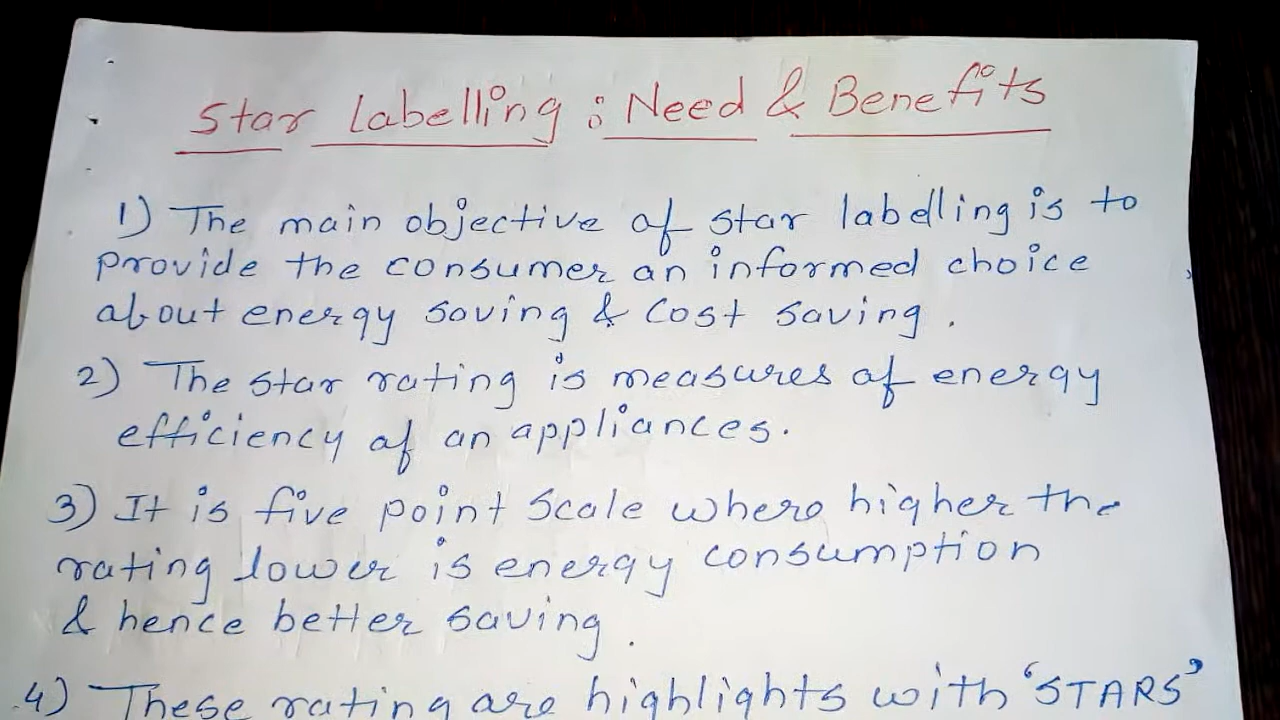 Star Labelling : Need & Benefits
1) The main objective of star labelling is to
provide the consumer an informed choice
about energy saving & Cost saving .
2) The star rating is measures of energy
efficiency of an appliances.
3) It is five point Scale where higher the
rating lower is energy consumption
& hence better saving .
4) These rating are highlights with 'STARS'